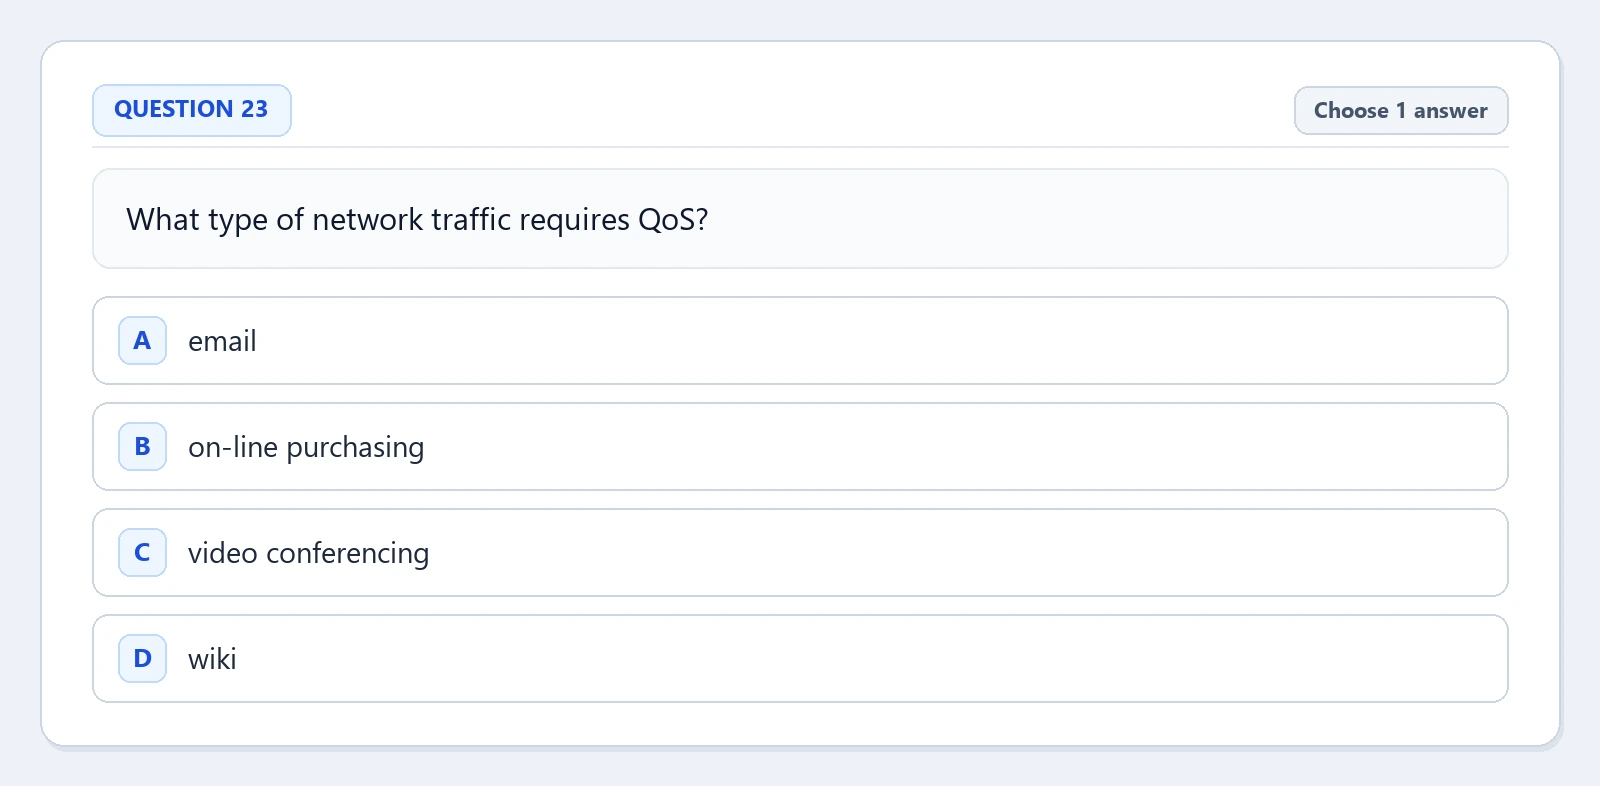 QUESTION 23
Choose 1 answer
What type of network traffic requires QoS?
A email
B on-line purchasing
C video conferencing
D wiki